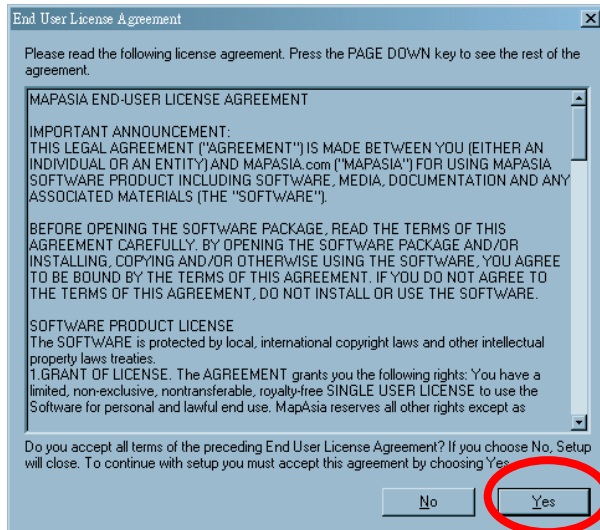 End User License Agreement
Please read the following license agreement. Press the PAGE DOWN key to see the rest of the
agreement.
MAPASIA END-USER LICENSE AGREEMENT
IMPORTANT ANNOUNCEMENT:
THIS LEGAL AGREEMENT ("AGREEMENT") IS MADE BETWEEN YOU (EITHER AN
INDIVIDUAL OR AN ENTITY) AND MAPASIA.com ("MAPASIA") FOR USING MAPASIA
SOFTWARE PRODUCT INCLUDING SOFTWARE, MEDIA, DOCUMENTATION AND ANY
ASSOCIATED MATERIALS (THE "SOFTWARE").
BEFORE OPENING THE SOFTWARE PACKAGE, READ THE TERMS OF THIS
AGREEMENT CAREFULLY. BY OPENING THE SOFTWARE PACKAGE AND/OR
INSTALLING, COPYING AND/OR OTHERWISE USING THE SOFTWARE, YOU AGREE
TO BE BOUND BY THE TERMS OF THIS AGREEMENT. IF YOU DO NOT AGREE TO
THE TERMS OF THIS AGREEMENT, DO NOT INSTALL OR USE THE SOFTWARE.
SOFTWARE PRODUCT LICENSE
The SOFTWARE is protected by local, international copyright laws and other intellectual
property laws treaties.
1.GRANT OF LICENSE. The AGREEMENT grants you the following rights: You have a
limited, non-exclusive, nontransferable, royalty-free SINGLE USER LICENSE to use the
Software for personal and lawful end use. MapAsia reserves all other rights except as
Do you accept all terms of the preceding End User License Agreement? If you choose No, Setup
will close. To continue with setup you must accept this agreement by choosing Yes.
No
Yes